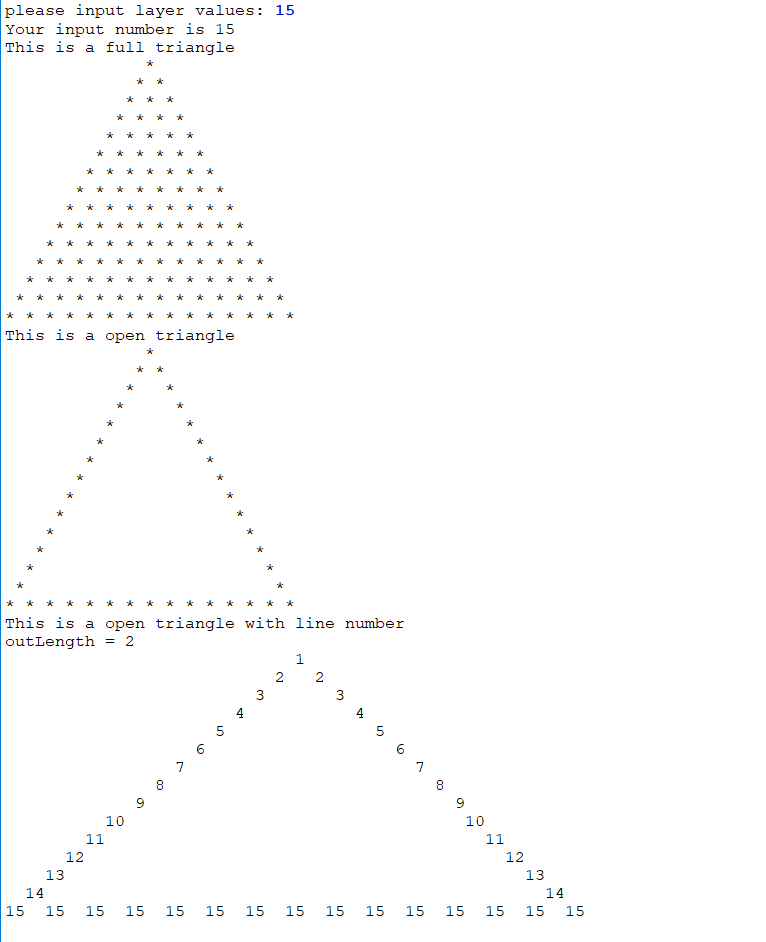 please input layer values: 15
Your input number is 15
This is a full triangle
              *
             * *
            * * *
           * * * *
          * * * * *
         * * * * * *
        * * * * * * *
       * * * * * * * *
      * * * * * * * * *
     * * * * * * * * * *
    * * * * * * * * * * *
   * * * * * * * * * * * *
  * * * * * * * * * * * * *
 * * * * * * * * * * * * * *
* * * * * * * * * * * * * * *
This is a open triangle
              *
             * *
            *   *
           *     *
          *       *
         *         *
        *           *
       *             *
      *               *
     *                 *
    *                   *
   *                     *
  *                       *
 *                         *
* * * * * * * * * * * * * * *
This is a open triangle with line number
outLength = 2
                             1
                           2   2
                         3       3
                       4           4
                     5               5
                   6                   6
                 7                       7
               8                           8
             9                               9
          10                                  10
        11                                      11
      12                                          12
    13                                              13
  14                                                  14
15  15  15  15  15  15  15  15  15  15  15  15  15  15  15